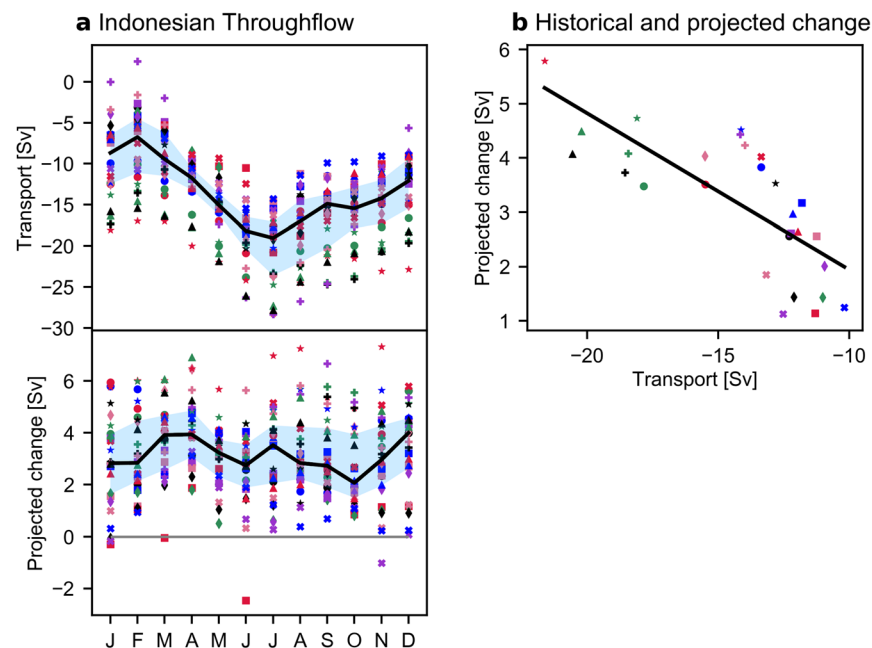 a Indonesian Throughflow
b Historical and projected change
Transport [Sv]
0
−5
−10
−15
−20
−25
−30
Projected change [Sv]
6
4
2
0
−2
J F M A M J J A S O N D
Projected change [Sv]
6
5
4
3
2
1
−20 −15 −10
Transport [Sv]